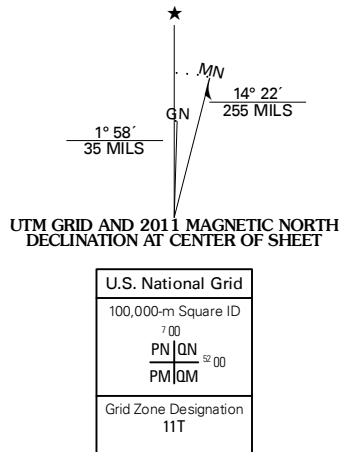 ★
MN
GN
14° 22´
255 MILS
1° 58´
35 MILS
UTM GRID AND 2011 MAGNETIC NORTH
DECLINATION AT CENTER OF SHEET
U.S. National Grid
100,000-m Square ID
7 00
PN QN
52 00
PM QM
Grid Zone Designation
11T